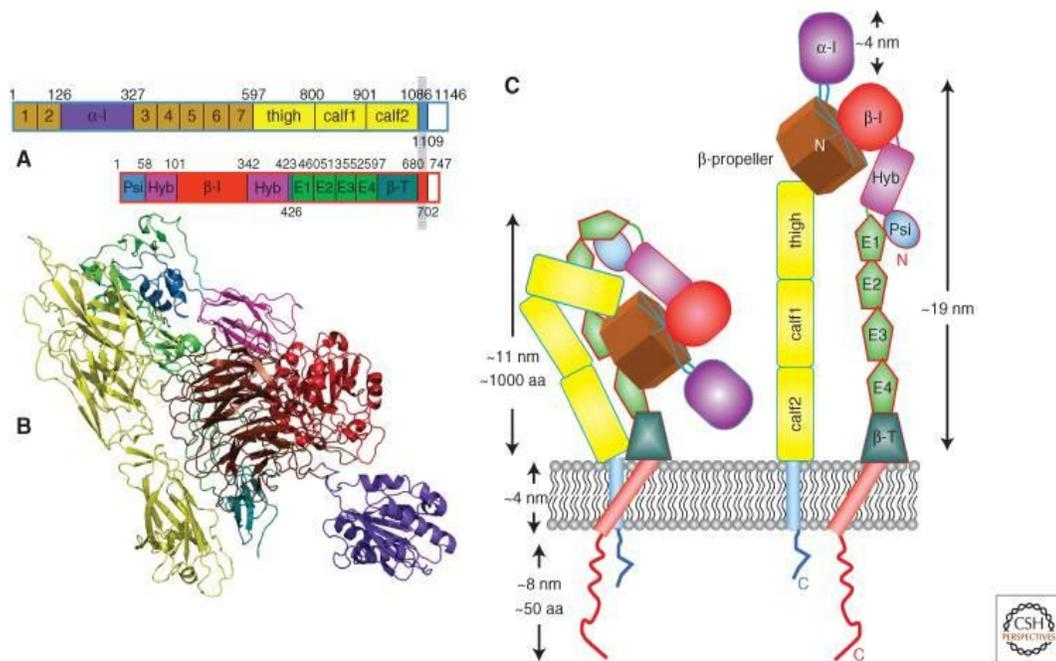 1 126 327 597 800 901 1086 1146
1 2 α-I 3 4 5 6 7 thigh calf1 calf2
1109
A
1 58 101 342 423 460 513 552 597 680 747
Psi Hyb β-I Hyb E1 E2 E3 E4 β-T
426 702
B
C
α-I
~4 nm
β-I
N
β-propeller
Hyb
Psi
N
thigh
E1
E2
calf1
E3
~19 nm
calf2
E4
β-T
~11 nm
~1000 aa
~4 nm
~8 nm
~50 aa
C
C
CSH
PERSPECTIVES